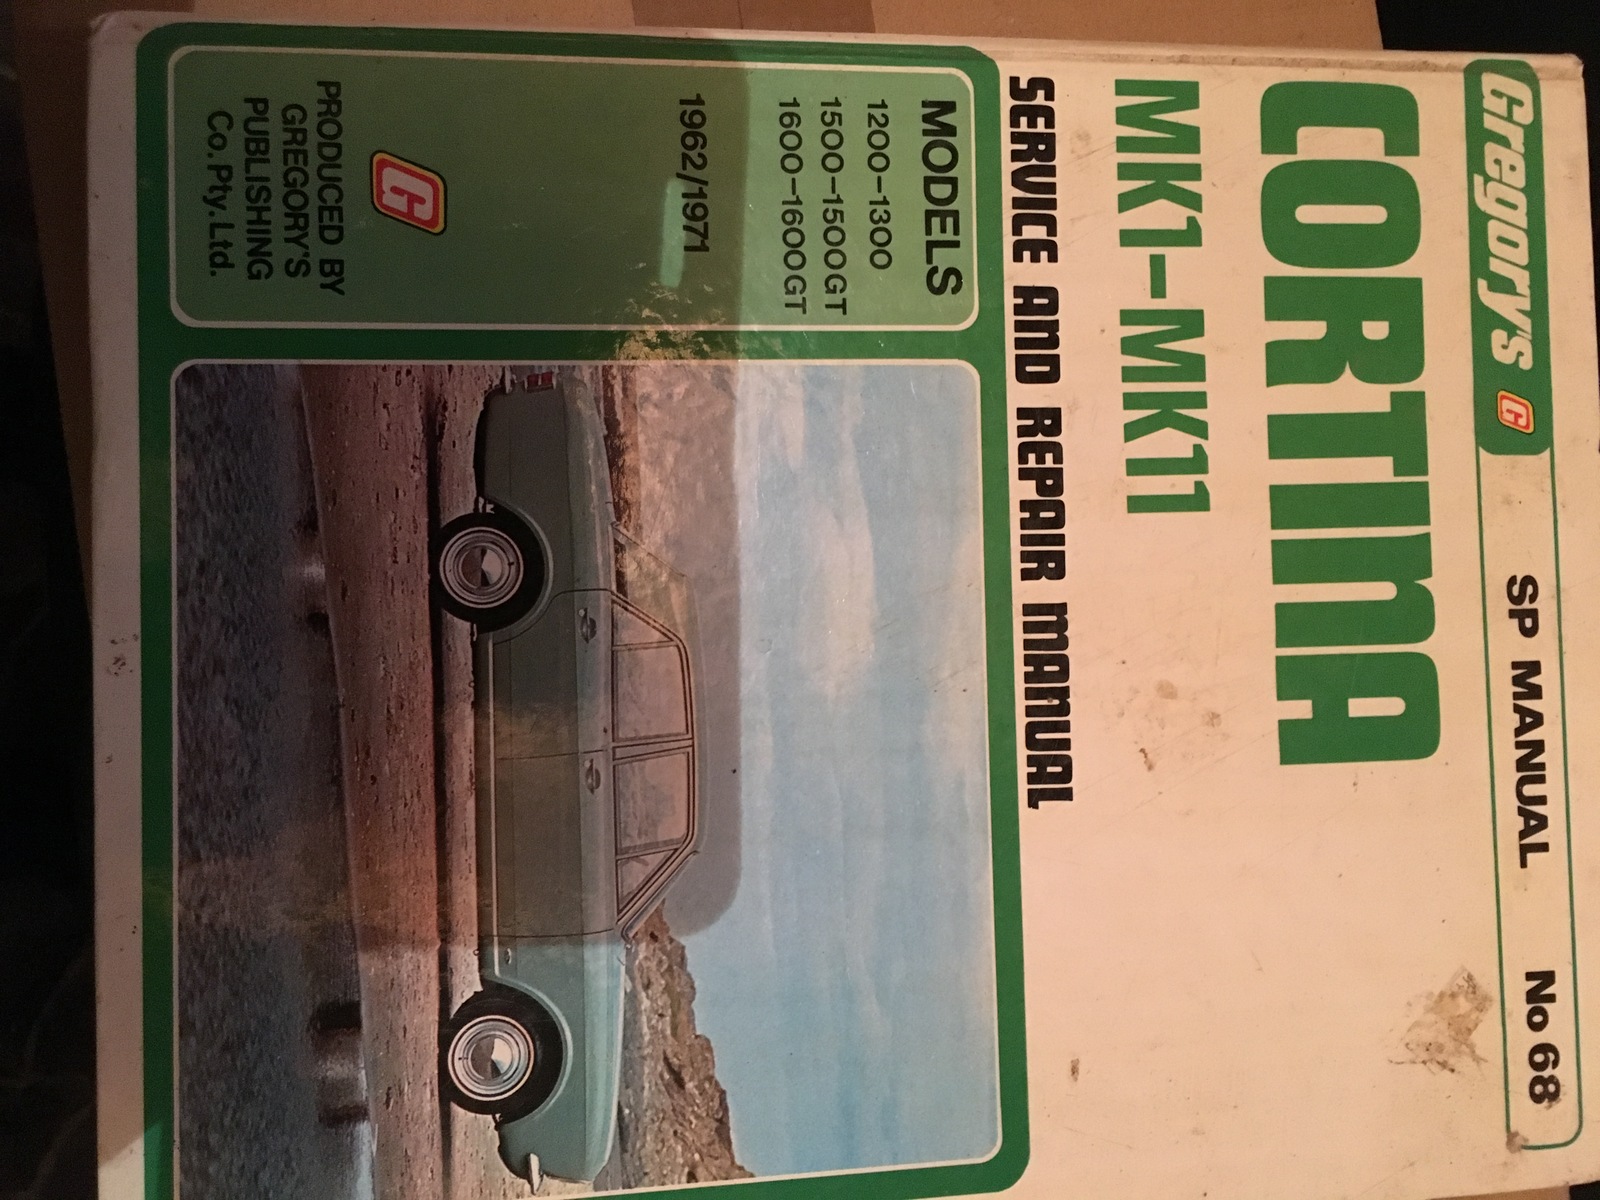 Gregory's G SP MANUAL No 68
CORTINA
MK1-MK11
SERVICE AND REPAIR MANUAL
MODELS
1200-1300
1500-1500GT
1600-1600GT
1962/1971
G
PRODUCED BY
GREGORY'S
PUBLISHING
Co.Pty.Ltd.